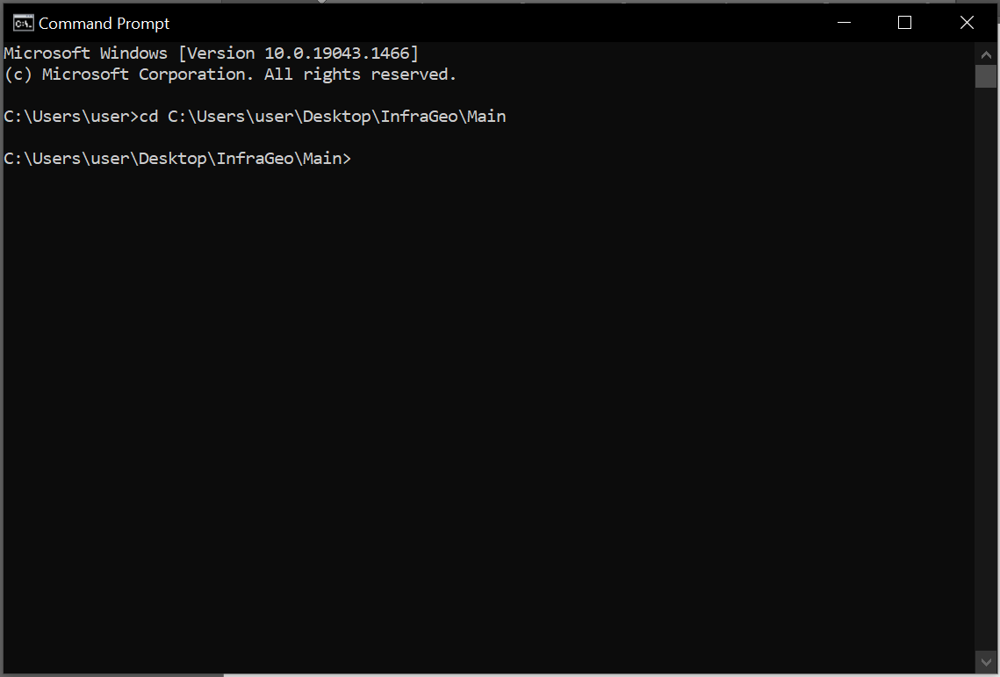 Command Prompt
Microsoft Windows [Version 10.0.19043.1466]
(c) Microsoft Corporation. All rights reserved.
C:\Users\user>cd C:\Users\user\Desktop\InfraGeo\Main
C:\Users\user\Desktop\InfraGeo\Main>